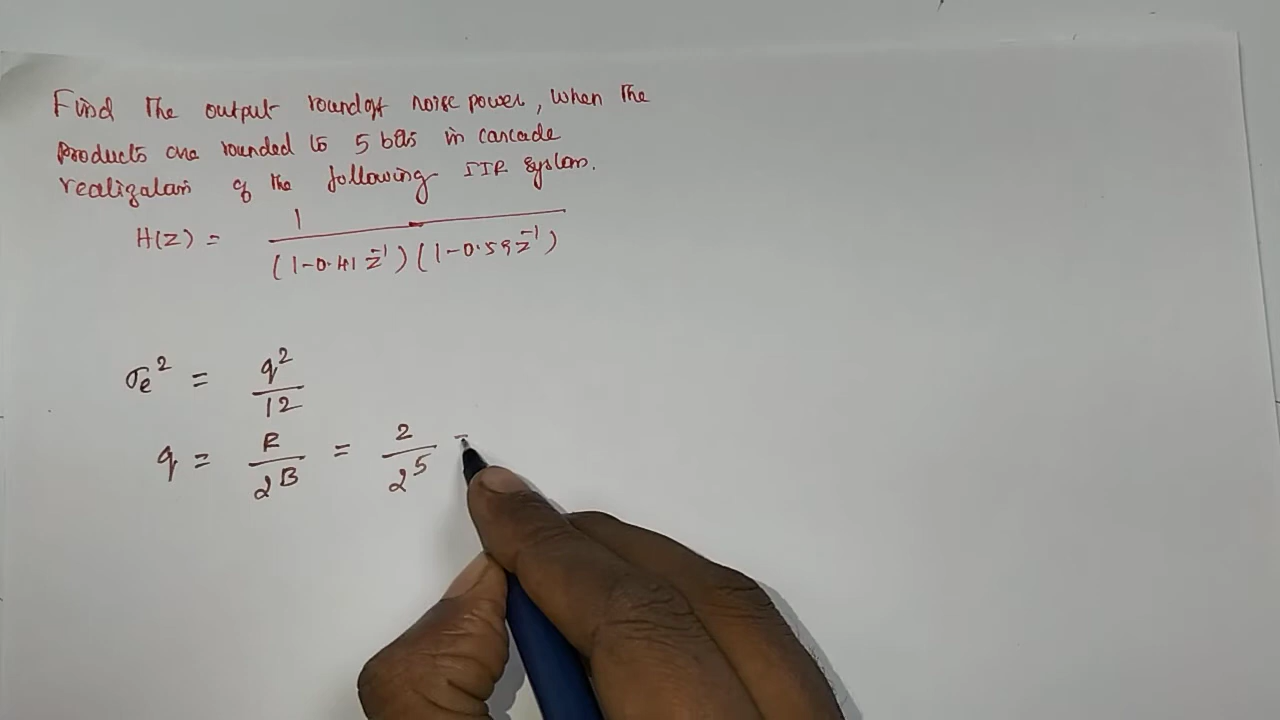 Find The output roundoff noise power, when the
products are rounded to 5 bits in cascade
realization of the following IIR system.
H(z) = 1 / (1-0.41 z⁻¹)(1-0.59 z⁻¹)
σₑ² = q² / 12
q = R / 2ᴮ = 2 / 2⁵ =